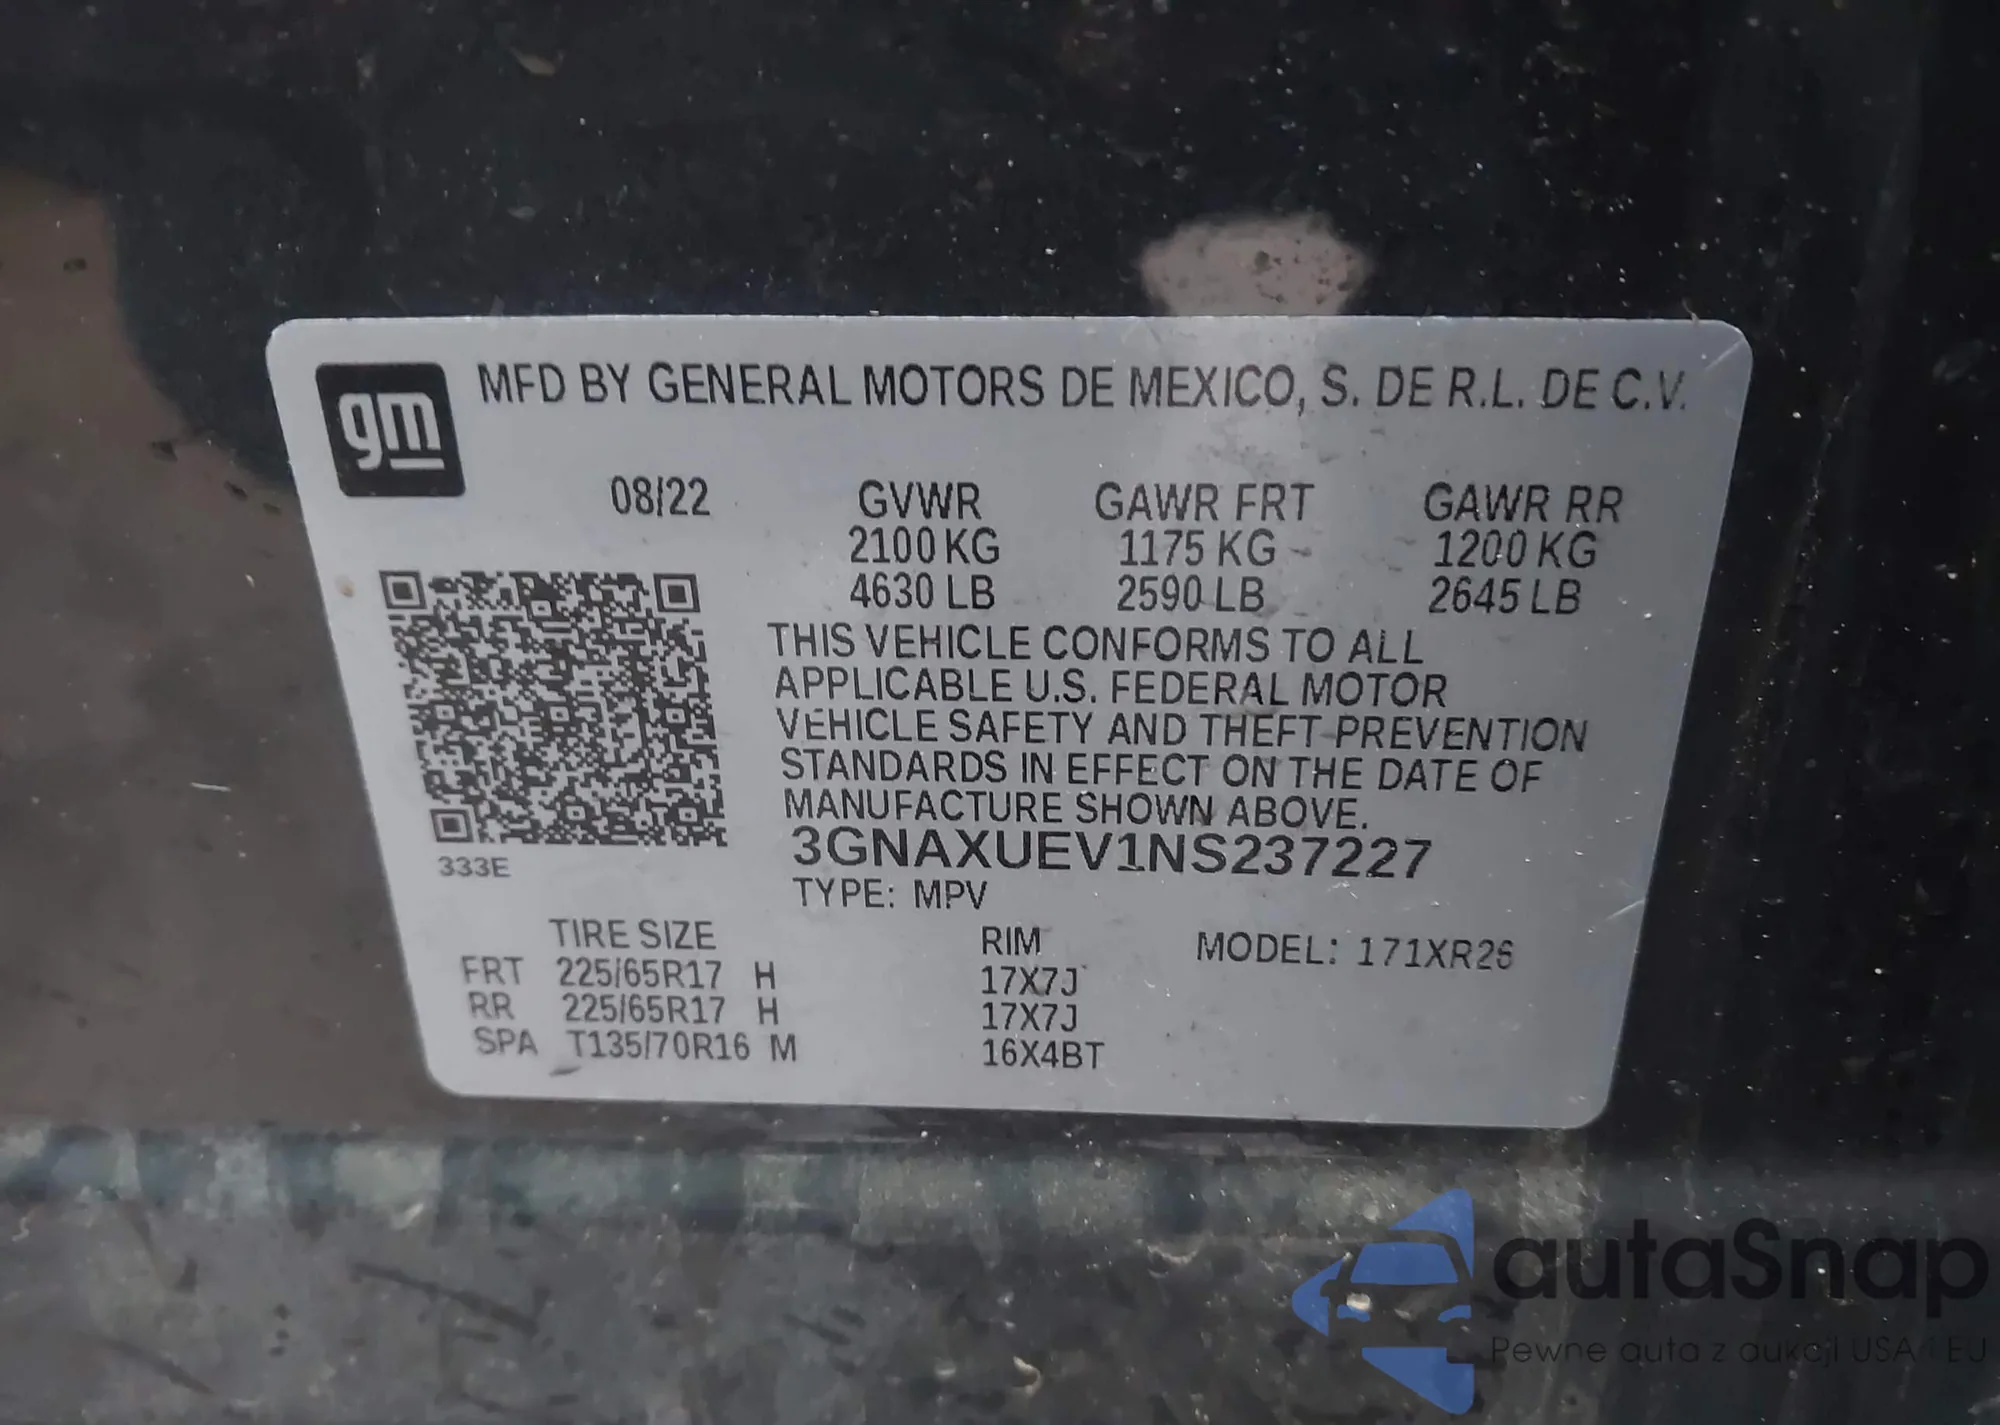 gm MFD BY GENERAL MOTORS DE MEXICO, S. DE R.L. DE C.V.
08/22 GVWR GAWR FRT GAWR RR
2100 KG 1175 KG 1200 KG
4630 LB 2590 LB 2645 LB
THIS VEHICLE CONFORMS TO ALL
APPLICABLE U.S. FEDERAL MOTOR
VEHICLE SAFETY AND THEFT PREVENTION
STANDARDS IN EFFECT ON THE DATE OF
MANUFACTURE SHOWN ABOVE.
3GNAXUEV1NS237227
333E
TYPE: MPV
TIRE SIZE RIM MODEL: 171XR26
FRT 225/65R17 H 17X7J
RR 225/65R17 H 17X7J
SPA T135/70R16 M 16X4BT
autaSnap
Pewne auta z aukcji USA i EU